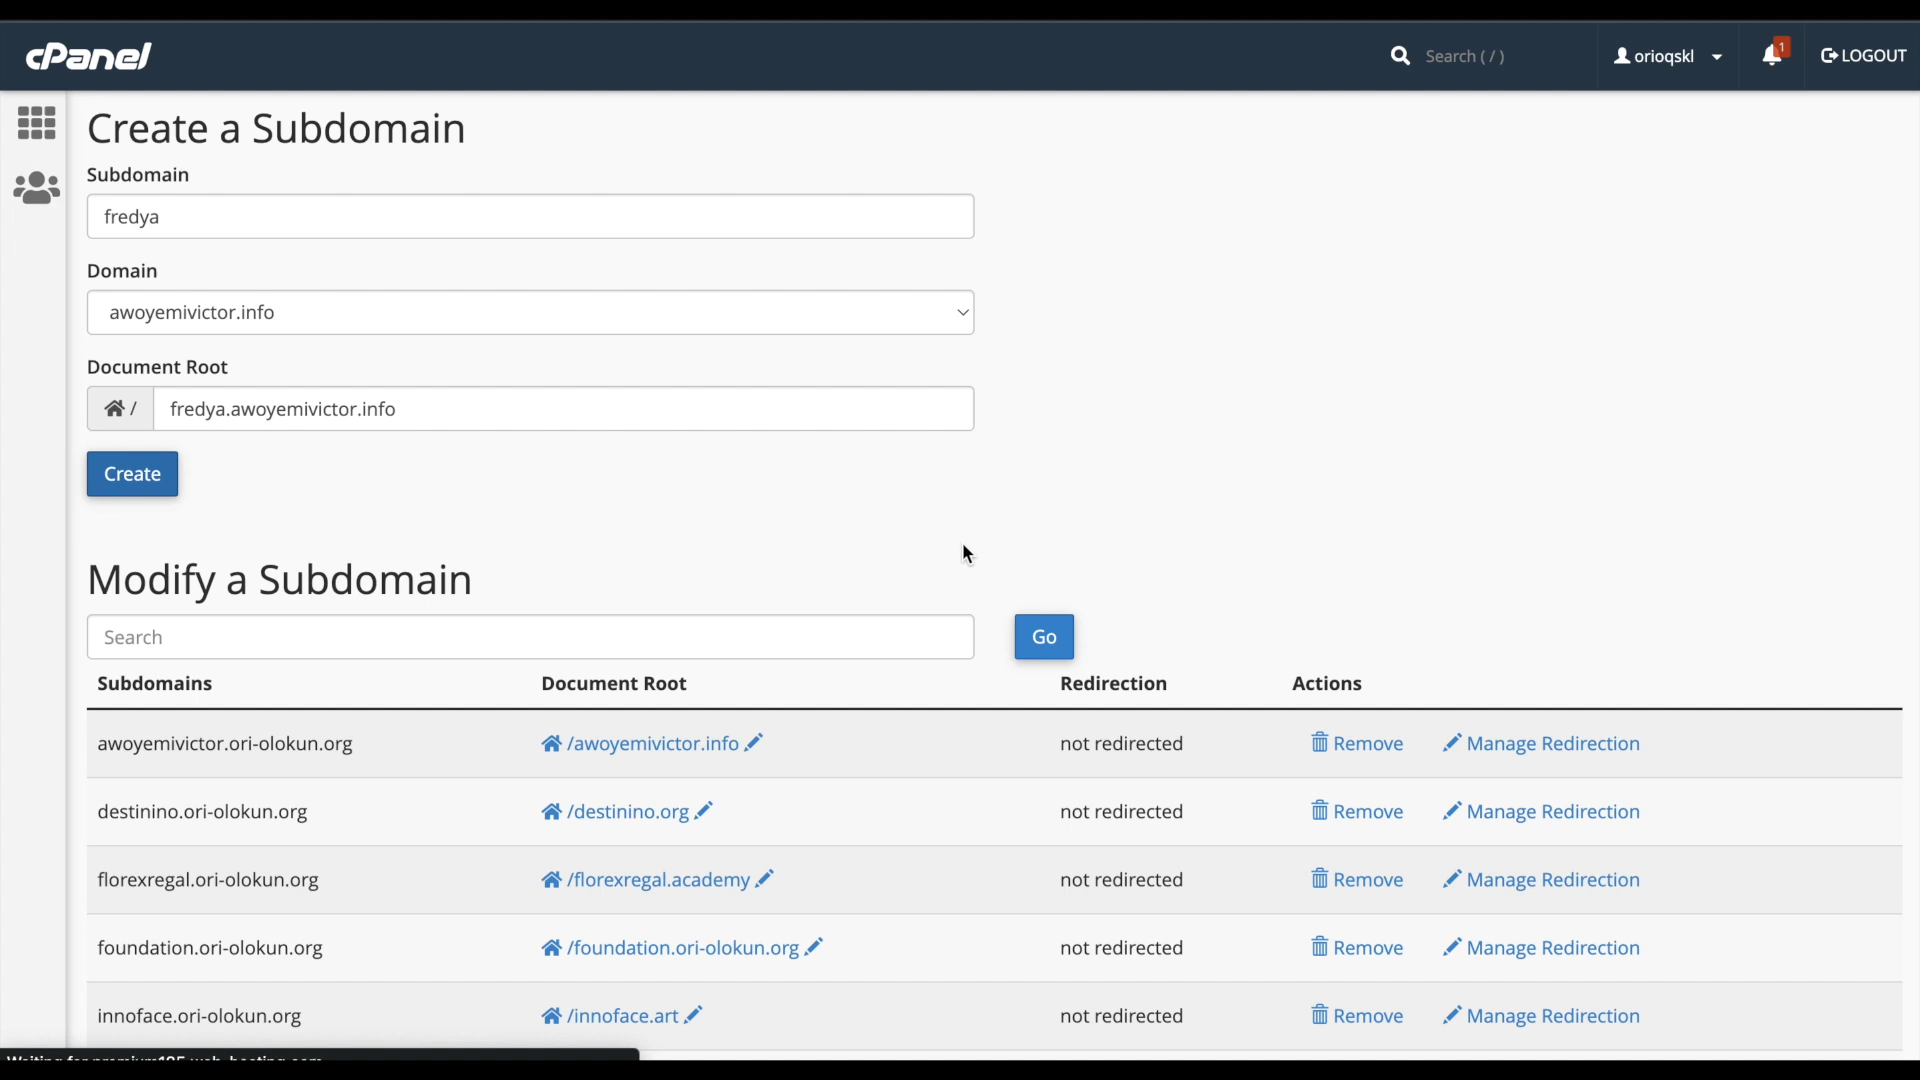 cPanel
Search ( / )
orioqskl
1
LOGOUT
Create a Subdomain
Subdomain
fredya
Domain
awoyemivictor.info
Document Root
/
fredya.awoyemivictor.info
Create
Modify a Subdomain
Search
Go
Subdomains Document Root Redirection Actions
awoyemivictor.ori-olokun.org /awoyemivictor.info not redirected Remove Manage Redirection
destinino.ori-olokun.org /destinino.org not redirected Remove Manage Redirection
florexregal.ori-olokun.org /florexregal.academy not redirected Remove Manage Redirection
foundation.ori-olokun.org /foundation.ori-olokun.org not redirected Remove Manage Redirection
innoface.ori-olokun.org /innoface.art not redirected Remove Manage Redirection